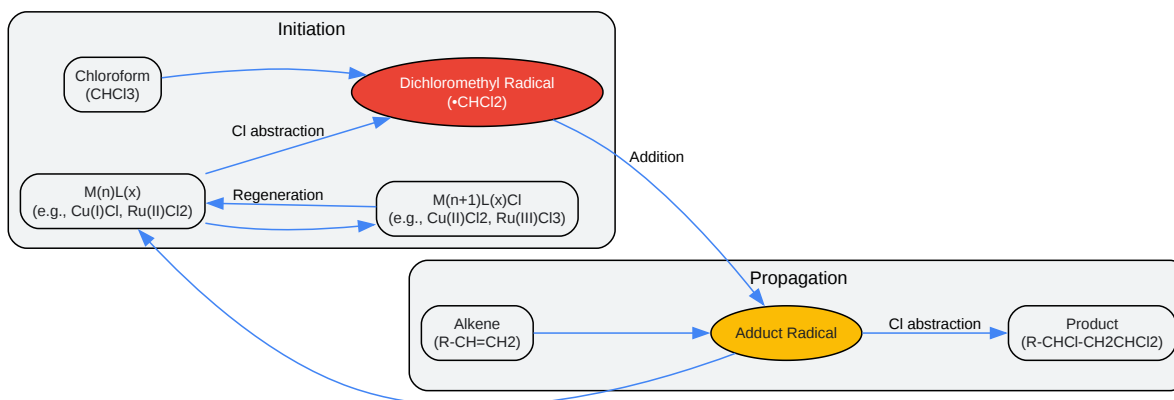 Initiation
Chloroform
(CHCl3)
Dichloromethyl Radical
(•CHCl2)
Cl abstraction
Addition
M(n)L(x)
(e.g., Cu(I)Cl, Ru(II)Cl2)
Regeneration
M(n+1)L(x)Cl
(e.g., Cu(II)Cl2, Ru(III)Cl3)
Propagation
Alkene
(R-CH=CH2)
Adduct Radical
Cl abstraction
Product
(R-CHCl-CH2CHCl2)